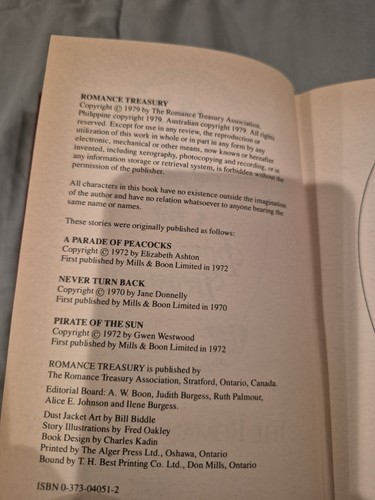 ROMANCE TREASURY
Copyright © 1979 by The Romance Treasury Association,
Philippine copyright 1979. Australian copyright 1979. All rights
reserved. Except for use in any review, the reproduction or
utilization of this work in whole or in part in any form by any
electronic, mechanical or other means, now known or hereafter
invented, including xerography, photocopying and recording, or in
any information storage or retrieval system, is forbidden without the
permission of the publisher.
All characters in this book have no existence outside the imagination
of the author and have no relation whatsoever to anyone bearing the
same name or names.
These stories were originally published as follows:
A PARADE OF PEACOCKS
Copyright © 1972 by Elizabeth Ashton
First published by Mills & Boon Limited in 1972
NEVER TURN BACK
Copyright © 1970 by Jane Donnelly
First published by Mills & Boon Limited in 1970
PIRATE OF THE SUN
Copyright © 1972 by Gwen Westwood
First published by Mills & Boon Limited in 1972
ROMANCE TREASURY is published by
The Romance Treasury Association, Stratford, Ontario, Canada.
Editorial Board: A. W. Boon, Judith Burgess, Ruth Palmour,
Alice E. Johnson and Ilene Burgess.
Dust Jacket Art by Bill Biddle
Story Illustrations by Fred Oakley
Book Design by Charles Kadin
Printed by The Alger Press Ltd., Oshawa, Ontario
Bound by T. H. Best Printing Co. Ltd., Don Mills, Ontario
ISBN 0-373-04051-2